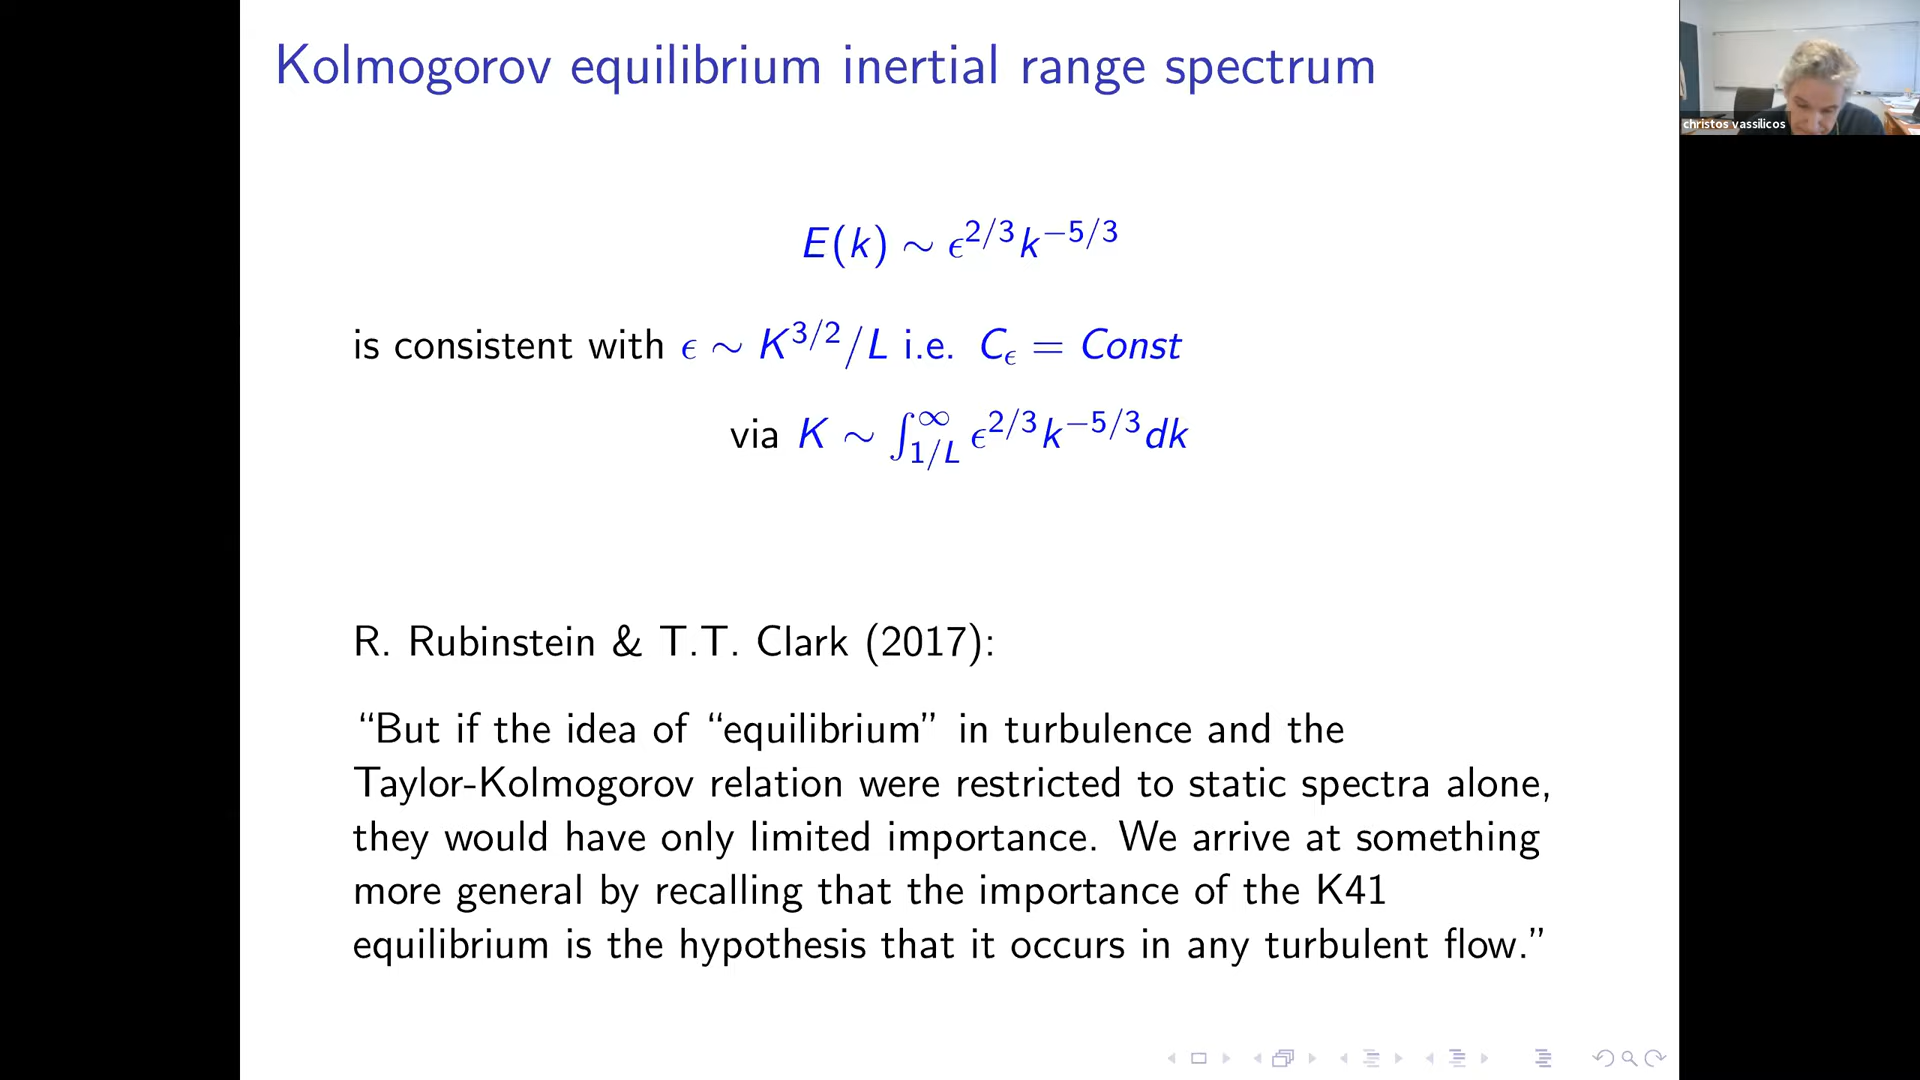 Kolmogorov equilibrium inertial range spectrum
christos vassilicos
E(k) ∼ ϵ^{2/3}k^{−5/3}
is consistent with ϵ ∼ K^{3/2}/L i.e. C_ϵ = Const
via K ∼ ∫_{1/L}^∞ ϵ^{2/3}k^{−5/3}dk
R. Rubinstein & T.T. Clark (2017):
“But if the idea of “equilibrium” in turbulence and the
Taylor-Kolmogorov relation were restricted to static spectra alone,
they would have only limited importance. We arrive at something
more general by recalling that the importance of the K41
equilibrium is the hypothesis that it occurs in any turbulent flow.”